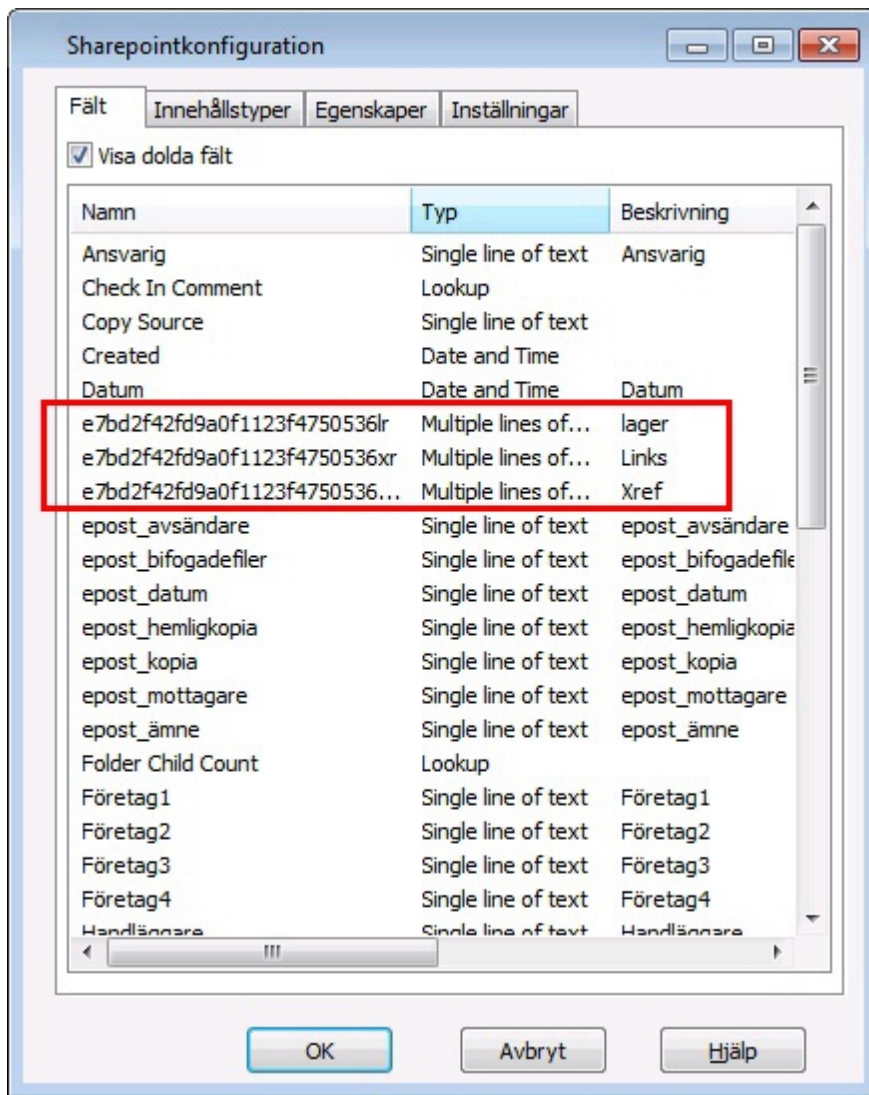 Sharepointkonfiguration
Fält Innehållstyper Egenskaper Inställningar
Visa dolda fält
Namn Typ Beskrivning
Ansvarig Single line of text Ansvarig
Check In Comment Lookup
Copy Source Single line of text
Created Date and Time
Datum Date and Time Datum
e7bd2f42fd9a0f1123f4750536lr Multiple lines of... lager
e7bd2f42fd9a0f1123f4750536xr Multiple lines of... Links
e7bd2f42fd9a0f1123f4750536... Multiple lines of... Xref
epost_avsändare Single line of text epost_avsändare
epost_bifogadefiler Single line of text epost_bifogadefile
epost_datum Single line of text epost_datum
epost_hemligkopia Single line of text epost_hemligkopia
epost_kopia Single line of text epost_kopia
epost_mottagare Single line of text epost_mottagare
epost_ämne Single line of text epost_ämne
Folder Child Count Lookup
Företag1 Single line of text Företag1
Företag2 Single line of text Företag2
Företag3 Single line of text Företag3
Företag4 Single line of text Företag4
Handläggare Single line of text Handläggare
OK Avbryt Hjälp